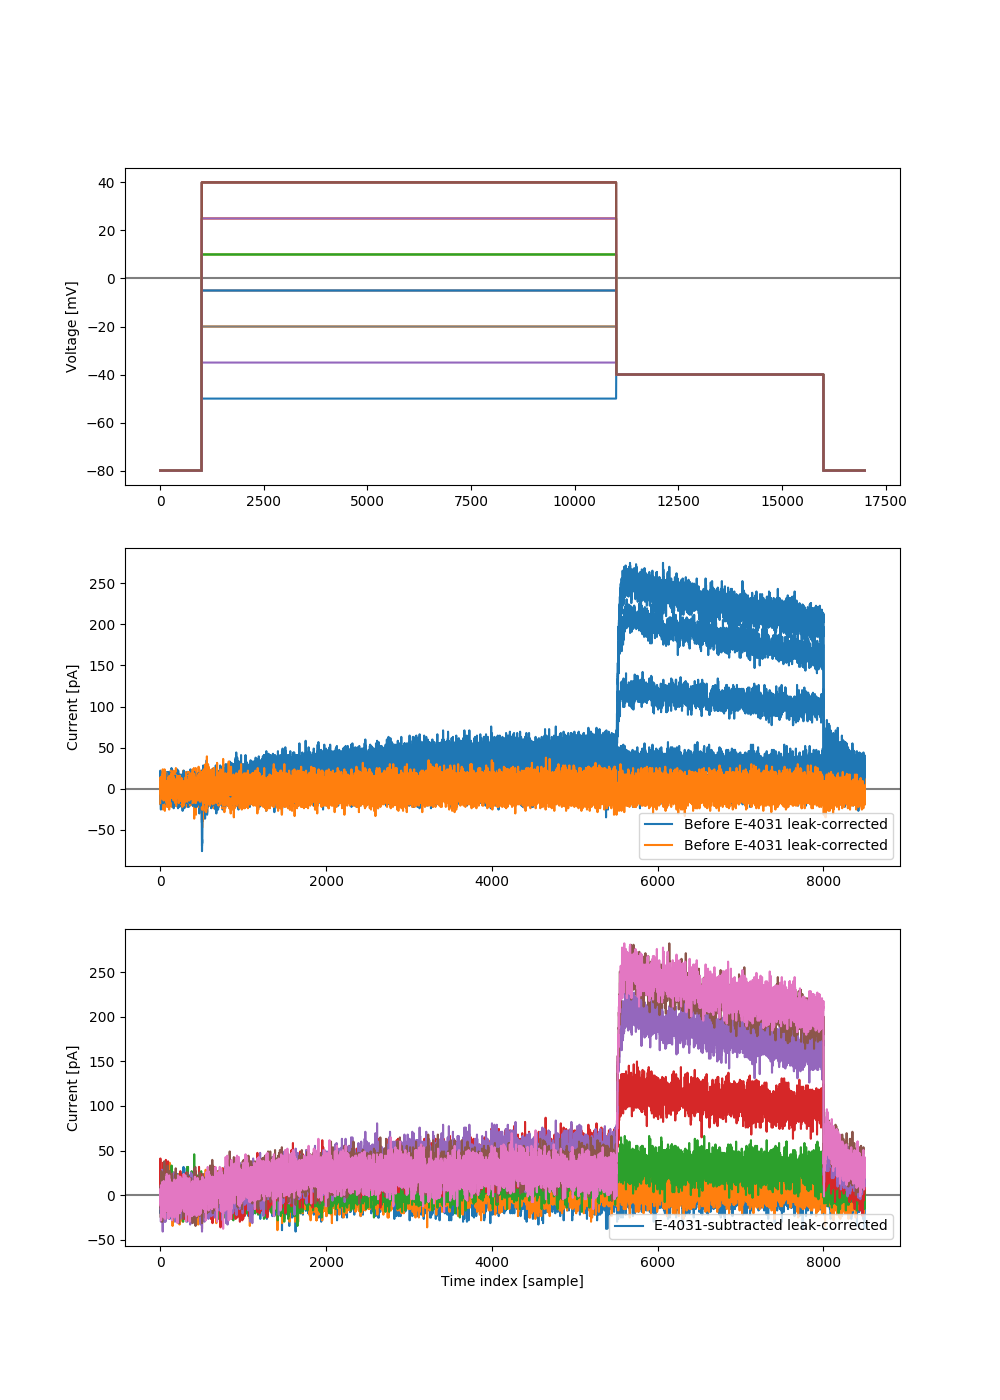 40
20
0
−20
−40
−60
−80
Voltage [mV]
0 2500 5000 7500 10000 12500 15000 17500
250
200
150
100
50
0
−50
Current [pA]
Before E-4031 leak-corrected
Before E-4031 leak-corrected
0 2000 4000 6000 8000
250
200
150
100
50
0
−50
Current [pA]
E-4031-subtracted leak-corrected
0 2000 4000 6000 8000
Time index [sample]